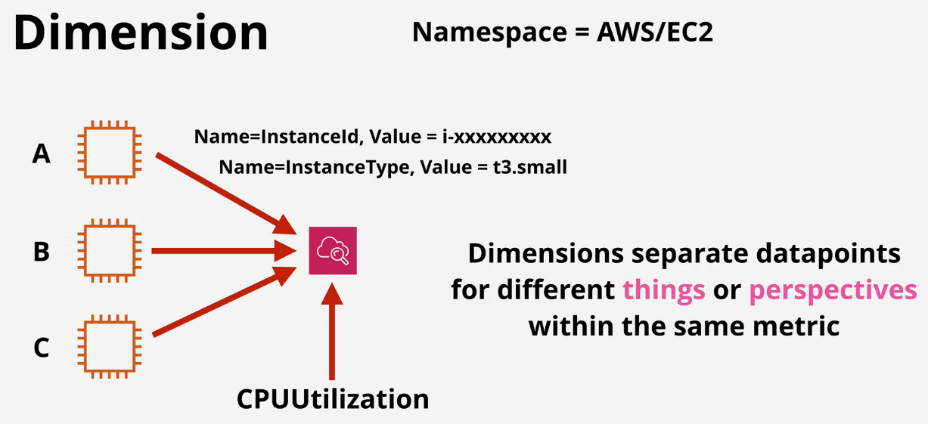 Dimension
Namespace = AWS/EC2
A
Name=InstanceId, Value = i-xxxxxxxxx
Name=InstanceType, Value = t3.small
B
Dimensions separate datapoints
for different things or perspectives
within the same metric
C
CPUUtilization